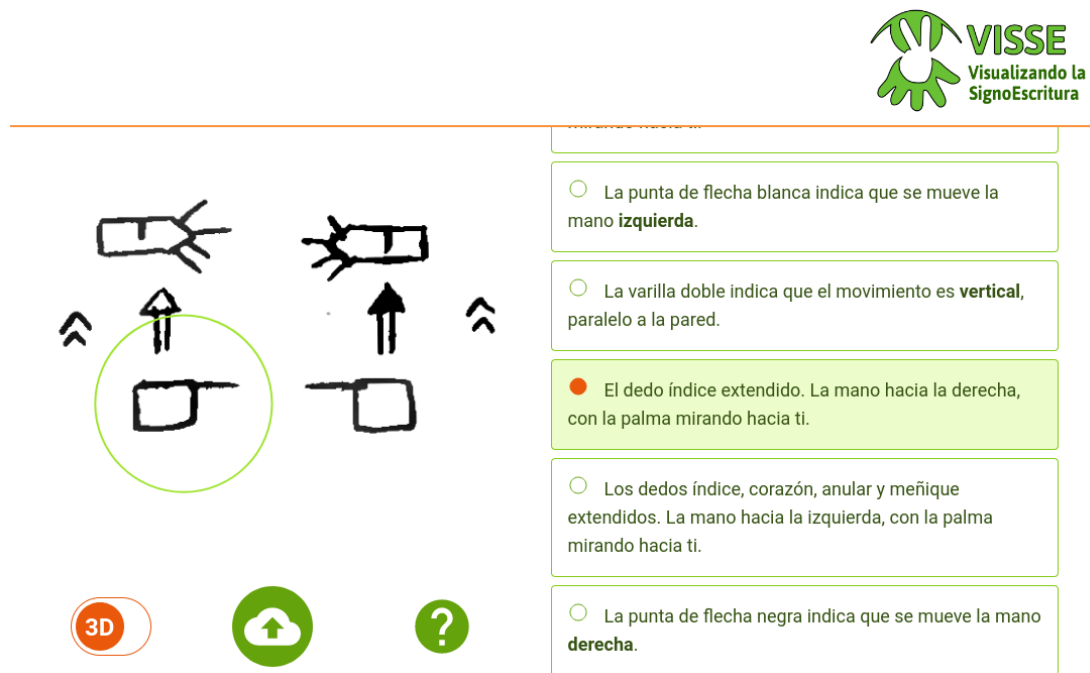 VISSE
Visualizando la
SignoEscritura
La punta de flecha blanca indica que se mueve la
mano izquierda.
La varilla doble indica que el movimiento es vertical,
paralelo a la pared.
El dedo índice extendido. La mano hacia la derecha,
con la palma mirando hacia ti.
Los dedos índice, corazón, anular y meñique
extendidos. La mano hacia la izquierda, con la palma
mirando hacia ti.
La punta de flecha negra indica que se mueve la mano
derecha.
3D
?